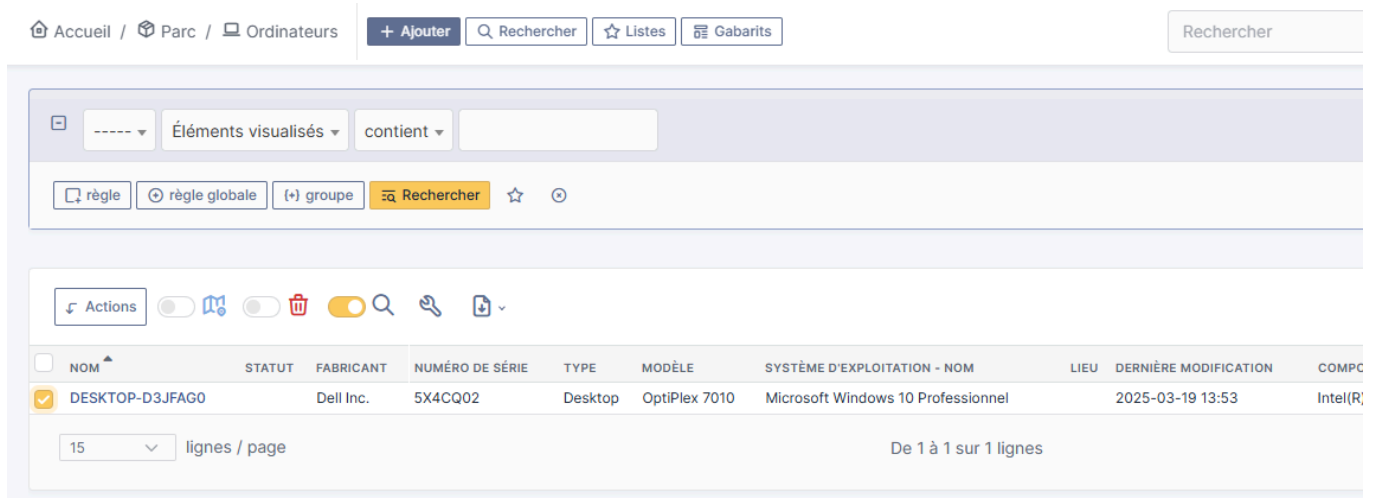 Accueil / Parc / Ordinateurs + Ajouter Rechercher Listes Gabarits Rechercher
----- Éléments visualisés contient
règle règle globale {+} groupe Rechercher
Actions
NOM STATUT FABRICANT NUMÉRO DE SÉRIE TYPE MODÈLE SYSTÈME D'EXPLOITATION - NOM LIEU DERNIÈRE MODIFICATION COMPO
DESKTOP-D3JFAG0 Dell Inc. 5X4CQ02 Desktop OptiPlex 7010 Microsoft Windows 10 Professionnel 2025-03-19 13:53 Intel(R)
15 lignes / page De 1 à 1 sur 1 lignes